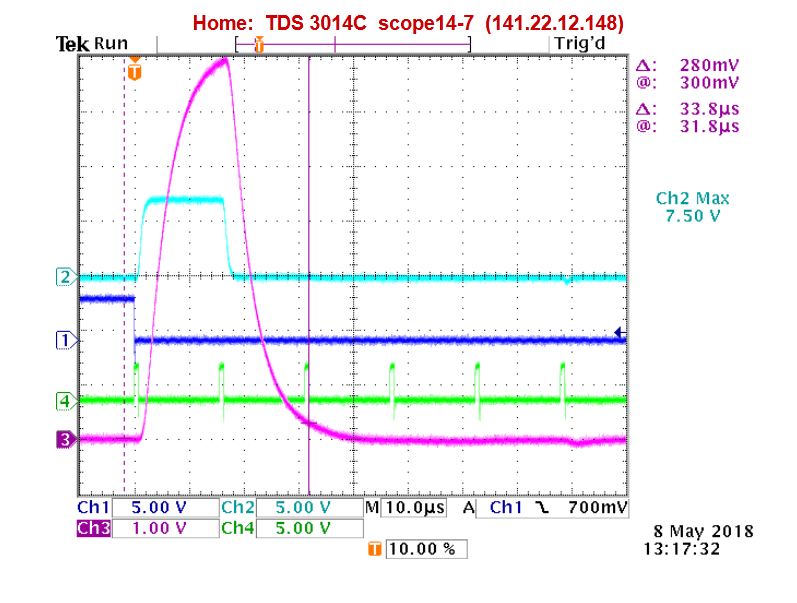 Home: TDS 3014C scope14-7 (141.22.12.148)
Tek Run Trig'd
T
T
Δ: 280mV
@: 300mV
Δ: 33.8µs
@: 31.8µs
Ch2 Max
7.50 V
2
1
4
3
Ch1 5.00 V Ch2 5.00 V M 10.0µs A Ch1 700mV
Ch3 1.00 V Ch4 5.00 V
T 10.00 %
8 May 2018
13:17:32